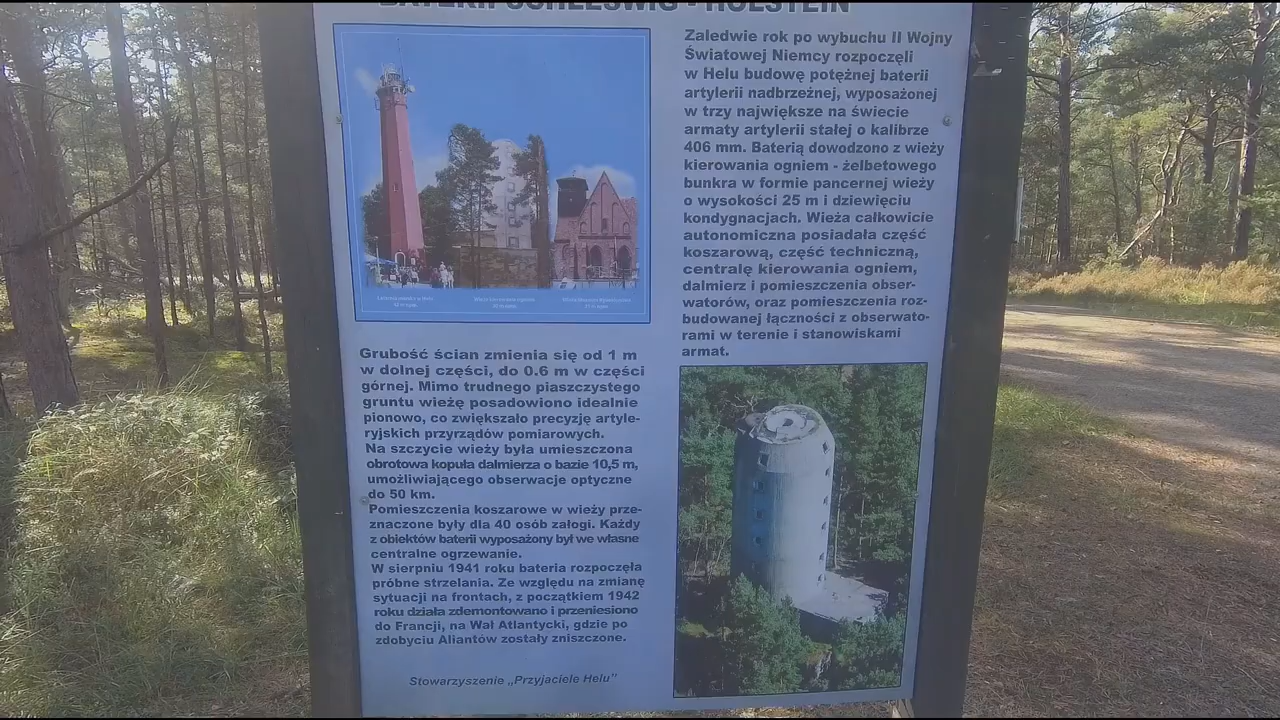 BATERII SCHLESWIG - HOLSTEIN
Zaledwie rok po wybuchu II Wojny
Światowej Niemcy rozpoczęli
w Helu budowę potężnej baterii
artylerii nadbrzeżnej, wyposażonej
w trzy największe na świecie
armaty artylerii stałej o kalibrze
406 mm. Baterią dowodzono z wieży
kierowania ogniem - żelbetowego
bunkra w formie pancernej wieży
o wysokości 25 m i dziewięciu
kondygnacjach. Wieża całkowicie
autonomiczna posiadała część
koszarową, część techniczną,
centralę kierowania ogniem,
dalmierz i pomieszczenia obser-
watorów, oraz pomieszczenia roz-
budowanej łączności z obserwato-
rami w terenie i stanowiskami
armat.
Grubość ścian zmienia się od 1 m
w dolnej części, do 0.6 m w części
górnej. Mimo trudnego piaszczystego
gruntu wieżę posadowiono idealnie
pionowo, co zwiększało precyzję artyle-
ryjskich przyrządów pomiarowych.
Na szczycie wieży była umieszczona
obrotowa kopuła dalmierza o bazie 10,5 m,
umożliwiającego obserwacje optyczne
do 50 km.
Pomieszczenia koszarowe w wieży prze-
znaczone były dla 40 osób załogi. Każdy
z obiektów baterii wyposażony był we własne
centralne ogrzewanie.
W sierpniu 1941 roku bateria rozpoczęła
próbne strzelania. Ze względu na zmianę
sytuacji na frontach, z początkiem 1942
roku działa zdemontowano i przeniesiono
do Francji, na Wał Atlantycki, gdzie po
zdobyciu Aliantów zostały zniszczone.
Stowarzyszenie „Przyjaciele Helu”